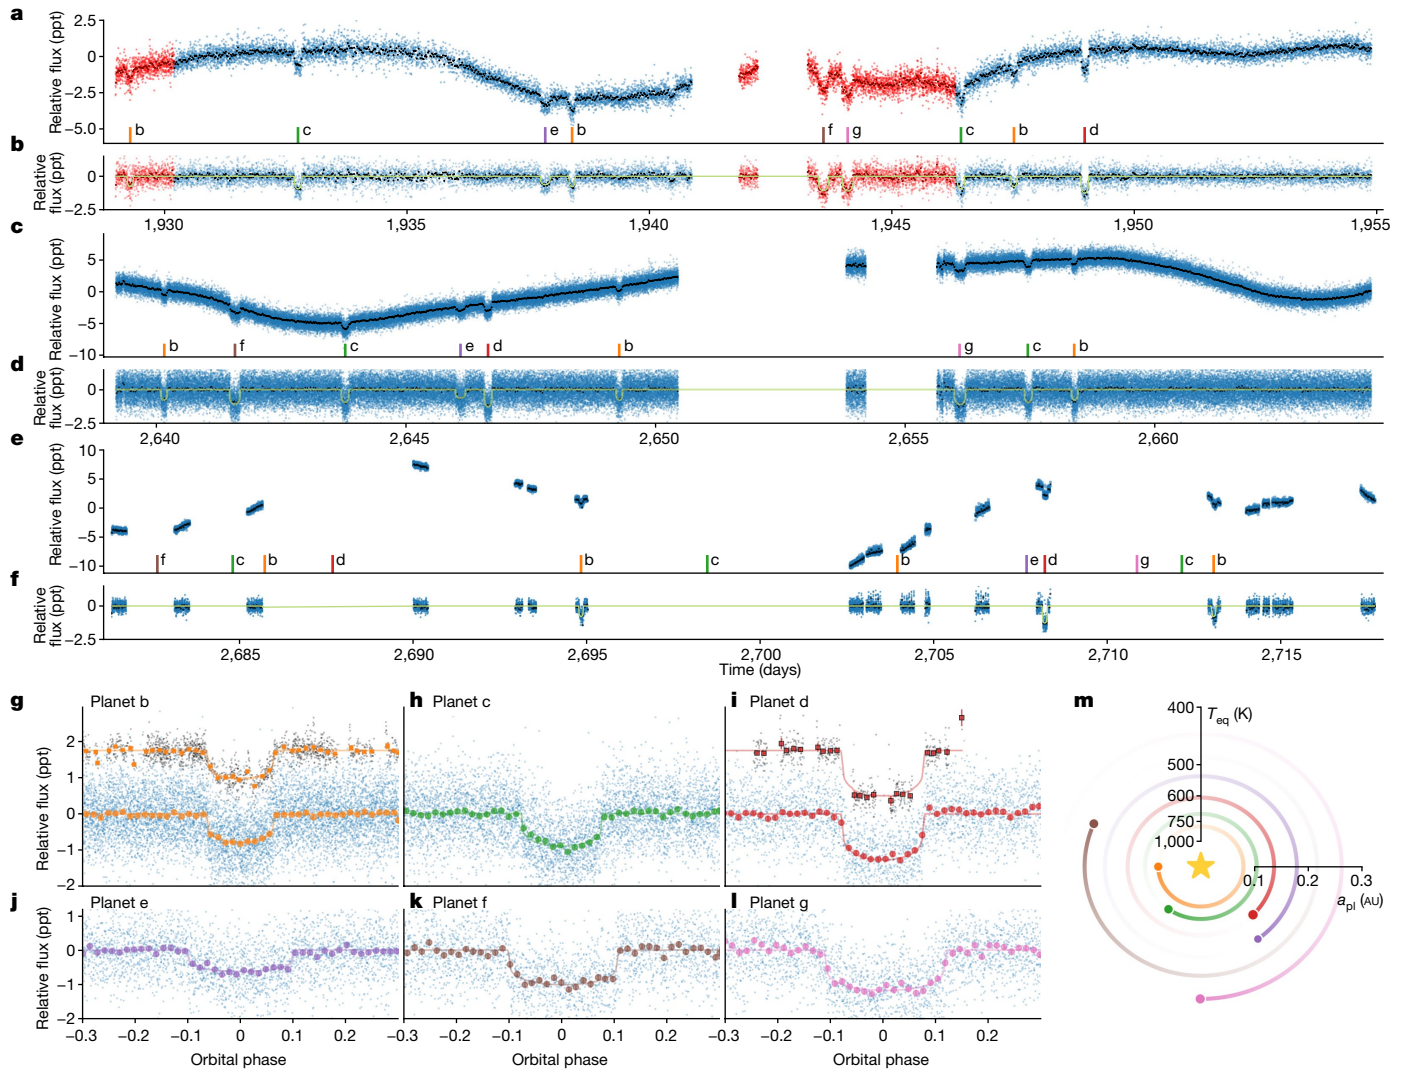 a
Relative flux (ppt)
2.5
0
−2.5
−5.0
b c e b f g c b d
b
Relative
flux (ppt)
0
−2.5
1,930 1,935 1,940 1,945 1,950 1,955
c
Relative flux (ppt)
5
0
−5
−10
b f c e d b g c b
d
Relative
flux (ppt)
0
−2.5
2,640 2,645 2,650 2,655 2,660
e
Relative flux (ppt)
10
5
0
−5
−10
f c b d b c b e d g c b
f
Relative
flux (ppt)
0
−2.5
2,685 2,690 2,695 2,700 2,705 2,710 2,715
Time (days)
g Planet b
Relative flux (ppt)
2
1
0
−1
−2
h Planet c
i Planet d
j Planet e
Relative flux (ppt)
1
0
−1
−2
−0.3 −0.2 −0.1 0 0.1 0.2
Orbital phase
k Planet f
−0.3 −0.2 −0.1 0 0.1 0.2
Orbital phase
l Planet g
−0.3 −0.2 −0.1 0 0.1 0.2
Orbital phase
m
400
Teq (K)
500
600
750
1,000
0.1 0.2 0.3
apl (AU)